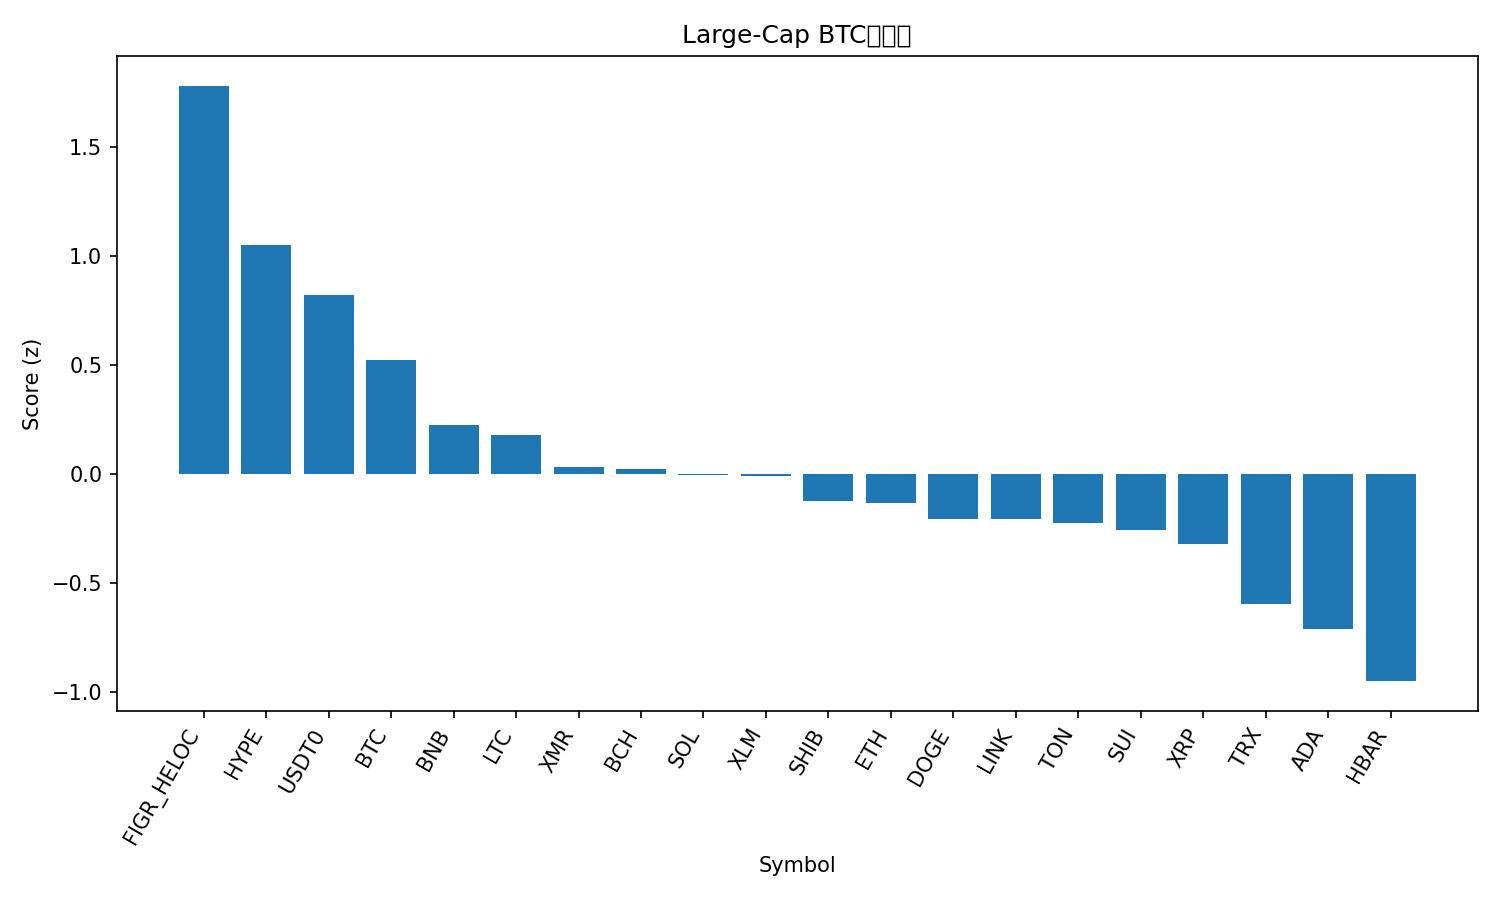 Large-Cap BTC
1.5
1.0
0.5
0.0
−0.5
−1.0
Score (z)
FIGR_HELOC
HYPE
USDT0
BTC
BNB
LTC
XMR
BCH
SOL
XLM
SHIB
ETH
DOGE
LINK
TON
SUI
XRP
TRX
ADA
HBAR
Symbol